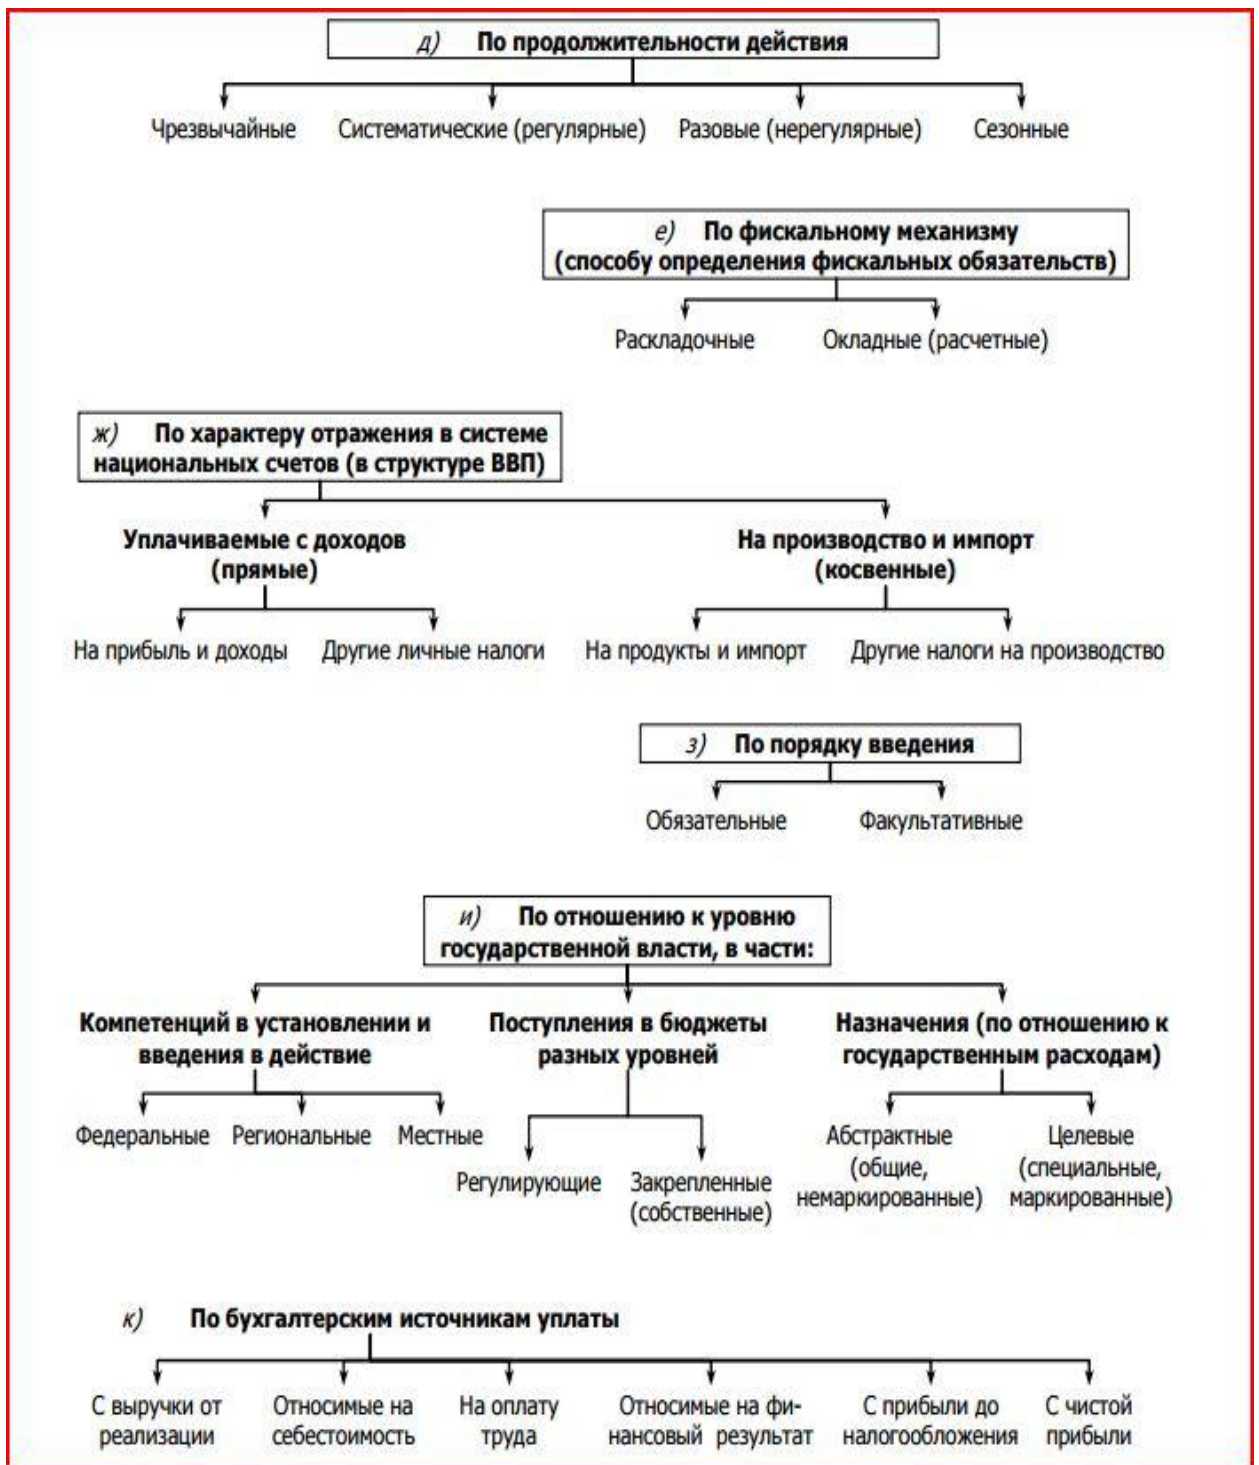 д) По продолжительности действия
Чрезвычайные Систематические (регулярные) Разовые (нерегулярные) Сезонные
е) По фискальному механизму
(способу определения фискальных обязательств)
Раскладочные Окладные (расчетные)
ж) По характеру отражения в системе
национальных счетов (в структуре ВВП)
Уплачиваемые с доходов
(прямые)
На производство и импорт
(косвенные)
На прибыль и доходы Другие личные налоги На продукты и импорт Другие налоги на производство
з) По порядку введения
Обязательные Факультативные
и) По отношению к уровню
государственной власти, в части:
Компетенций в установлении и
введения в действие
Поступления в бюджеты
разных уровней
Назначения (по отношению к
государственным расходам)
Федеральные Региональные Местные
Регулирующие
Закрепленные
(собственные)
Абстрактные
(общие,
немаркированные)
Целевые
(специальные,
маркированные)
к) По бухгалтерским источникам уплаты
С выручки от
реализации
Относимые на
себестоимость
На оплату
труда
Относимые на фи-
нансовый результат
С прибыли до
налогообложения
С чистой
прибыли